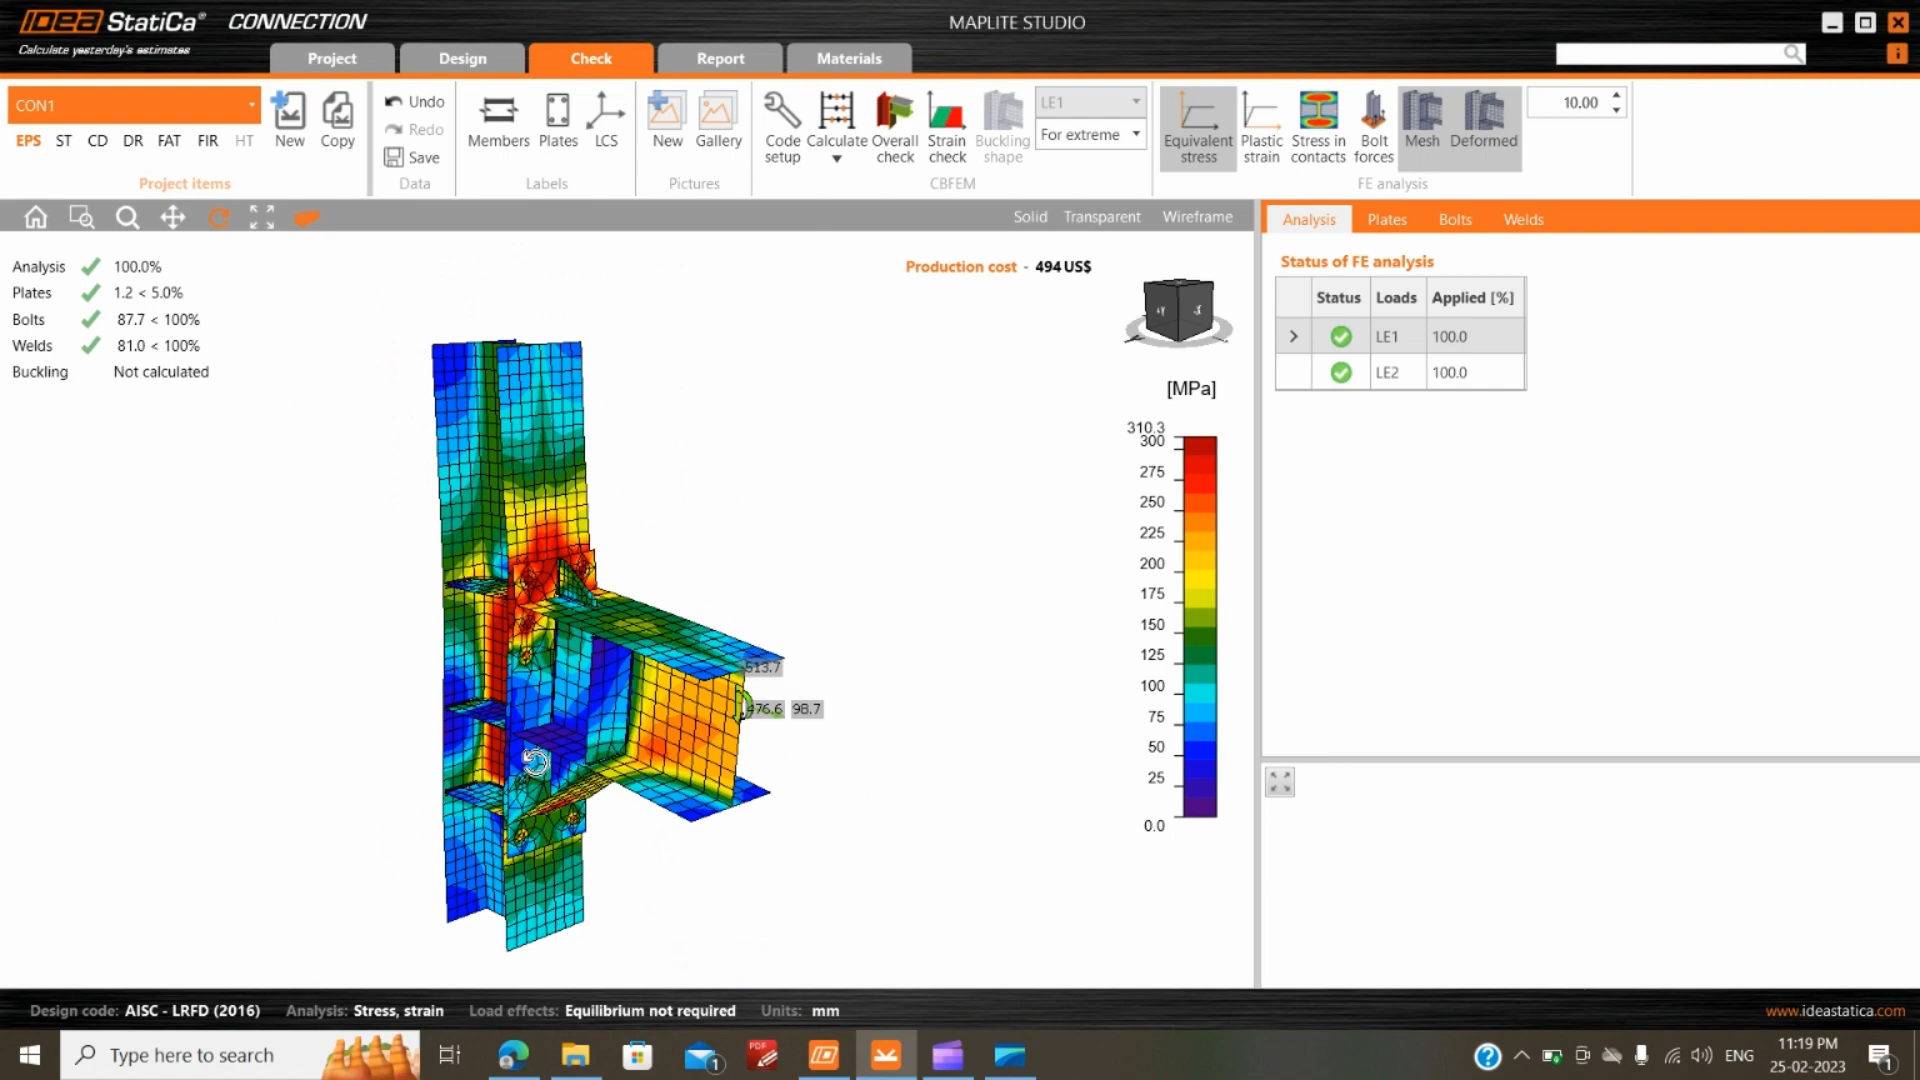 IDEA StatiCa® CONNECTION
MAPLITE STUDIO
Calculate yesterday's estimates
Project Design Check Report Materials
CON1
EPS ST CD DR FAT FIR HT
New
Copy
Project items
Undo
Redo
Save
Data
Members Plates LCS
Labels
New Gallery
Pictures
Code setup
Calculate
Overall check
Strain check
Buckling shape
LE1
For extreme
CBFEM
Equivalent stress
Plastic strain
Stress in contacts
Bolt forces
Mesh
Deformed
10.00
FE analysis
Solid Transparent Wireframe
Analysis 100.0%
Plates 1.2 < 5.0%
Bolts 87.7 < 100%
Welds 81.0 < 100%
Buckling Not calculated
Production cost - 494 US$
+Y -X
[MPa]
310.3
300
275
250
225
200
175
150
125
100
75
50
25
0.0
513.7
476.6 98.7
Analysis Plates Bolts Welds
Status of FE analysis
Status Loads Applied [%]
LE1 100.0
LE2 100.0
Design code: AISC - LRFD (2016) Analysis: Stress, strain Load effects: Equilibrium not required Units: mm
www.ideastatica.com
Type here to search
1
PDF
ENG
11:19 PM
25-02-2023
1